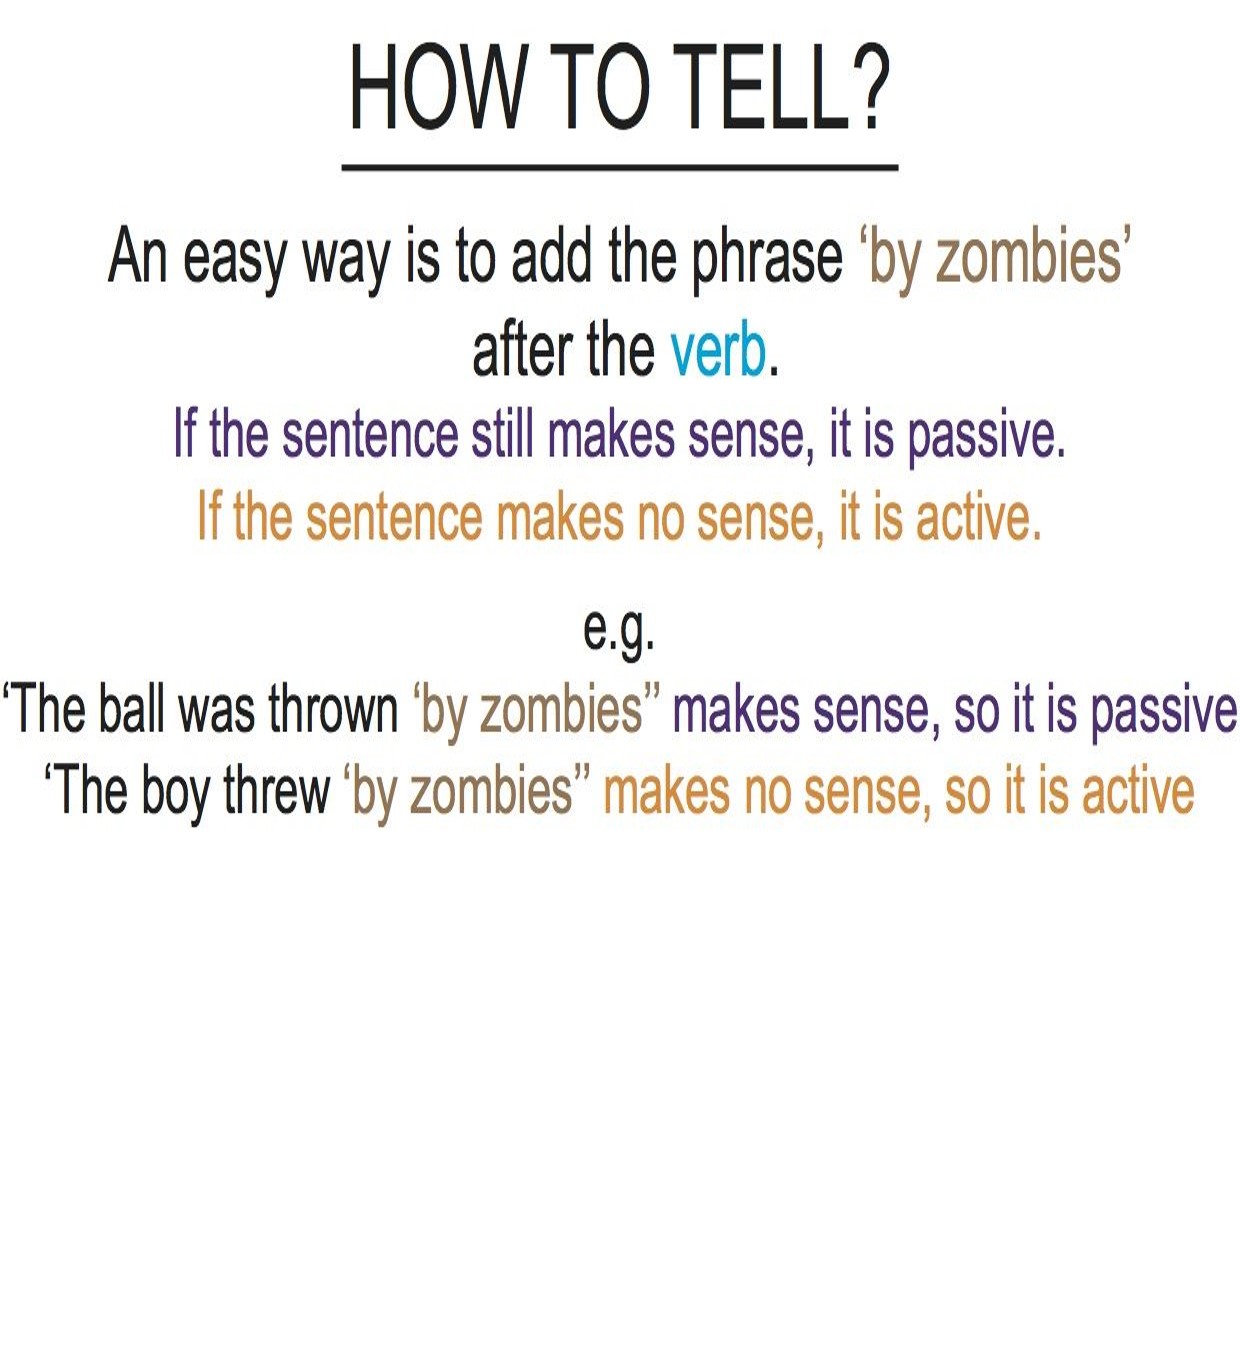 HOW TO TELL?
An easy way is to add the phrase ‘by zombies’
after the verb.
If the sentence still makes sense, it is passive.
If the sentence makes no sense, it is active.
e.g.
‘The ball was thrown ‘by zombies’’ makes sense, so it is passive
‘The boy threw ‘by zombies’’ makes no sense, so it is active